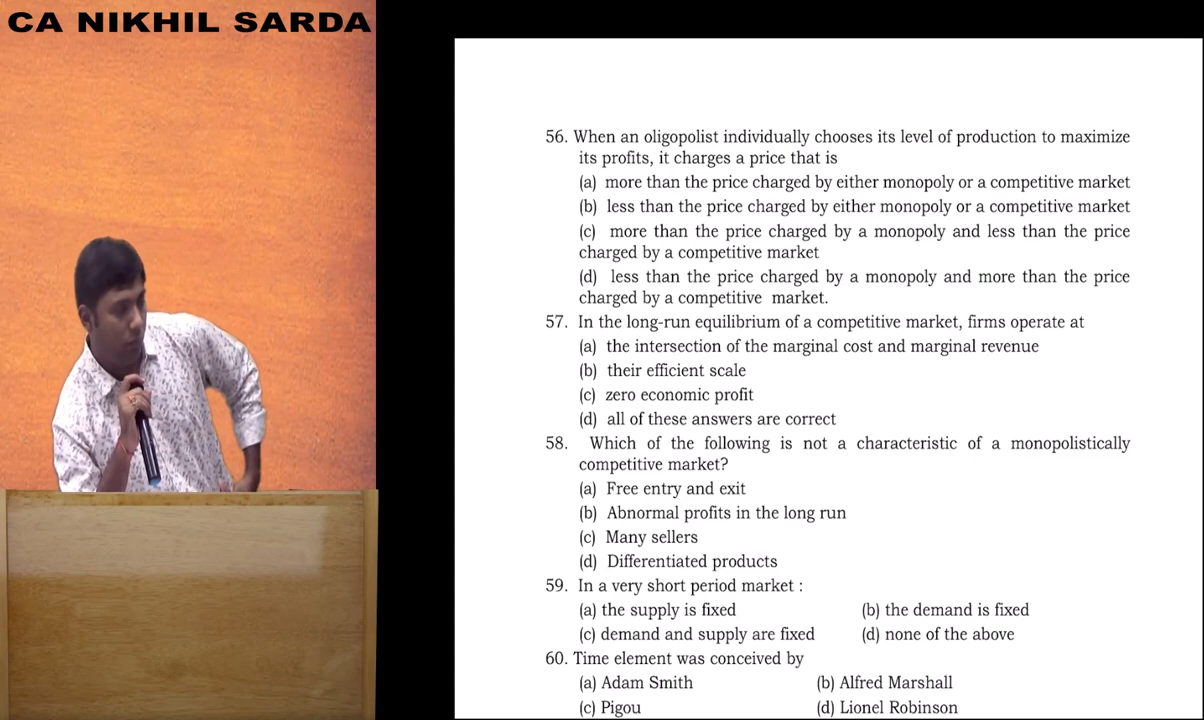 CA NIKHIL SARDA
56. When an oligopolist individually chooses its level of production to maximize
its profits, it charges a price that is
(a) more than the price charged by either monopoly or a competitive market
(b) less than the price charged by either monopoly or a competitive market
(c) more than the price charged by a monopoly and less than the price
charged by a competitive market
(d) less than the price charged by a monopoly and more than the price
charged by a competitive market.
57. In the long-run equilibrium of a competitive market, firms operate at
(a) the intersection of the marginal cost and marginal revenue
(b) their efficient scale
(c) zero economic profit
(d) all of these answers are correct
58. Which of the following is not a characteristic of a monopolistically
competitive market?
(a) Free entry and exit
(b) Abnormal profits in the long run
(c) Many sellers
(d) Differentiated products
59. In a very short period market :
(a) the supply is fixed (b) the demand is fixed
(c) demand and supply are fixed (d) none of the above
60. Time element was conceived by
(a) Adam Smith (b) Alfred Marshall
(c) Pigou (d) Lionel Robinson